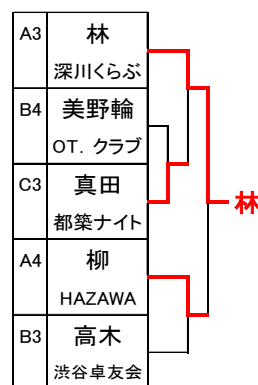 A3 林
深川くらぶ
B4 美野輪
OT. クラブ
C3 真田
都築ナイト
林
A4 柳
HAZAWA
B3 高木
渋谷卓友会